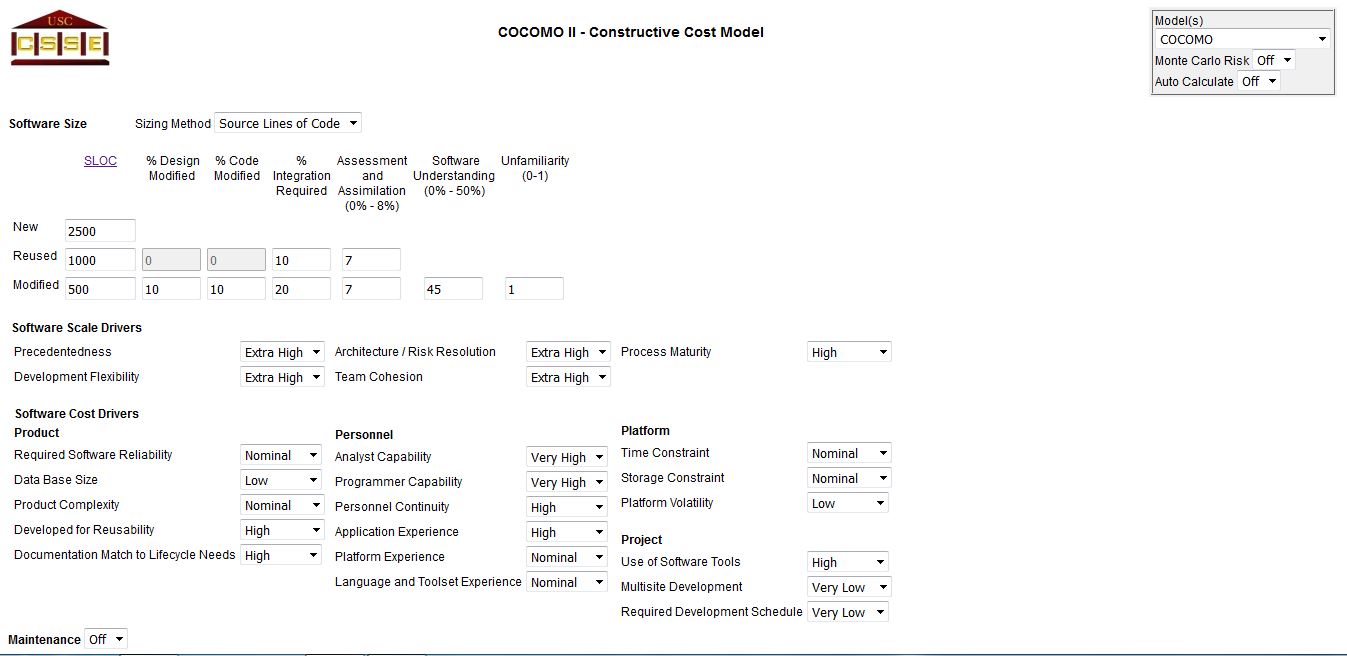 USC
CSSE
COCOMO II - Constructive Cost Model
Model(s)
COCOMO
Monte Carlo Risk Off
Auto Calculate Off
Software Size Sizing Method Source Lines of Code
SLOC % Design Modified % Code Modified % Integration Required Assessment and Assimilation (0% - 8%) Software Understanding (0% - 50%) Unfamiliarity (0-1)
New 2500
Reused 1000 0 0 10 7
Modified 500 10 10 20 7 45 1
Software Scale Drivers
Precedentedness Extra High Architecture / Risk Resolution Extra High Process Maturity High
Development Flexibility Extra High Team Cohesion Extra High
Software Cost Drivers
Product
Required Software Reliability Nominal
Data Base Size Low
Product Complexity Nominal
Developed for Reusability High
Documentation Match to Lifecycle Needs High
Personnel
Analyst Capability Very High
Programmer Capability Very High
Personnel Continuity High
Application Experience High
Platform Experience Nominal
Language and Toolset Experience Nominal
Platform
Time Constraint Nominal
Storage Constraint Nominal
Platform Volatility Low
Project
Use of Software Tools High
Multisite Development Very Low
Required Development Schedule Very Low
Maintenance Off